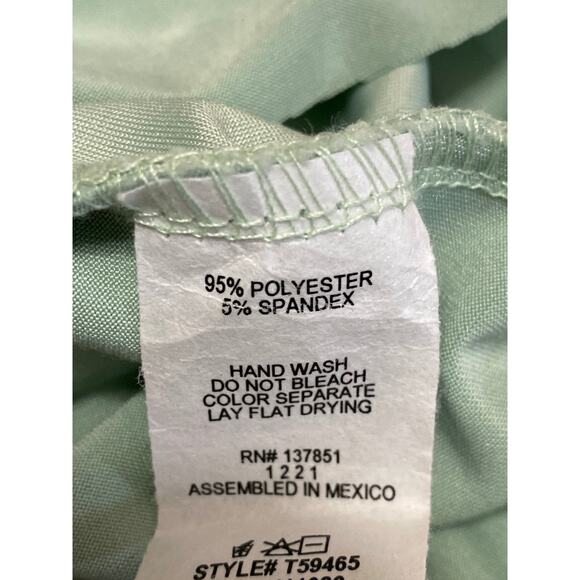 95% POLYESTER
5% SPANDEX
HAND WASH
DO NOT BLEACH
COLOR SEPARATE
LAY FLAT DRYING
RN# 137851
1 2 2 1
ASSEMBLED IN MEXICO
STYLE# T59465